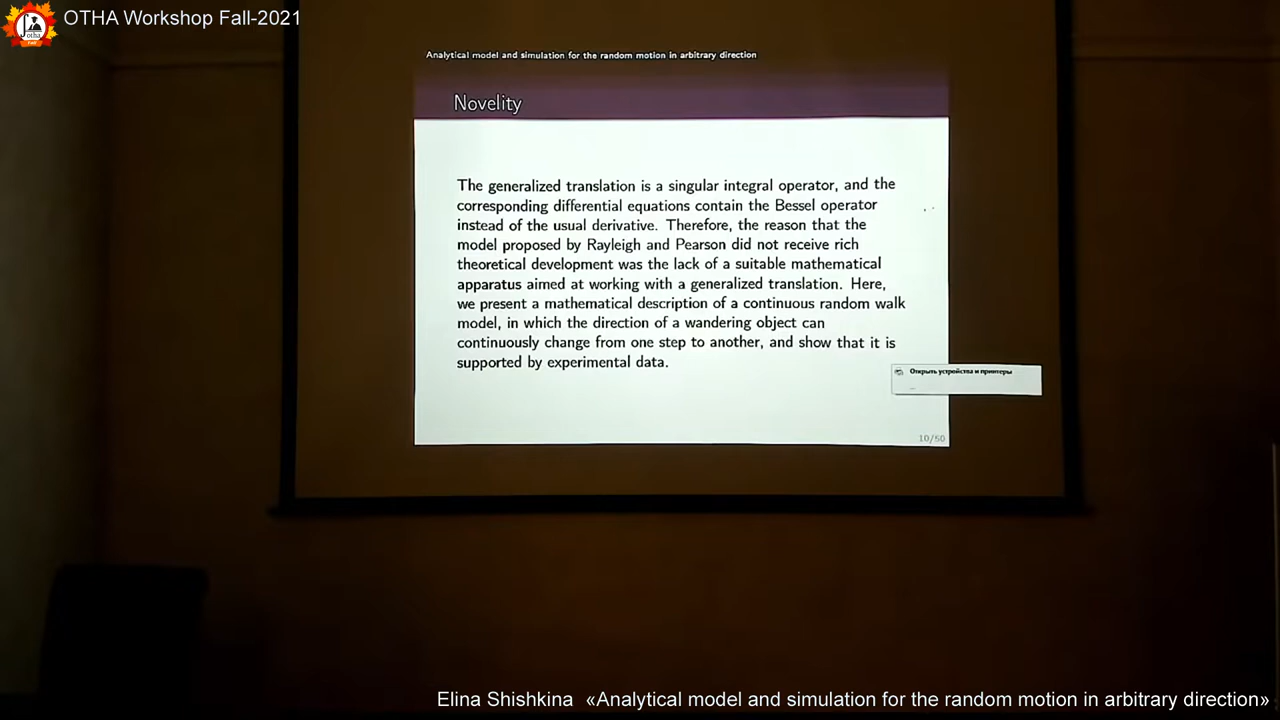 OTHA Workshop Fall-2021
Analytical model and simulation for the random motion in arbitrary direction
Novelity
The generalized translation is a singular integral operator, and the
corresponding differential equations contain the Bessel operator
instead of the usual derivative. Therefore, the reason that the
model proposed by Rayleigh and Pearson did not receive rich
theoretical development was the lack of a suitable mathematical
apparatus aimed at working with a generalized translation. Here,
we present a mathematical description of a continuous random walk
model, in which the direction of a wandering object can
continuously change from one step to another, and show that it is
supported by experimental data.
Открыть устройства и принтеры
10/50
Elina Shishkina «Analytical model and simulation for the random motion in arbitrary direction»